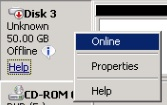 Disk 3
Unknown
50.00 GB
Offline
Help
Online
Properties
Help
CD-ROM